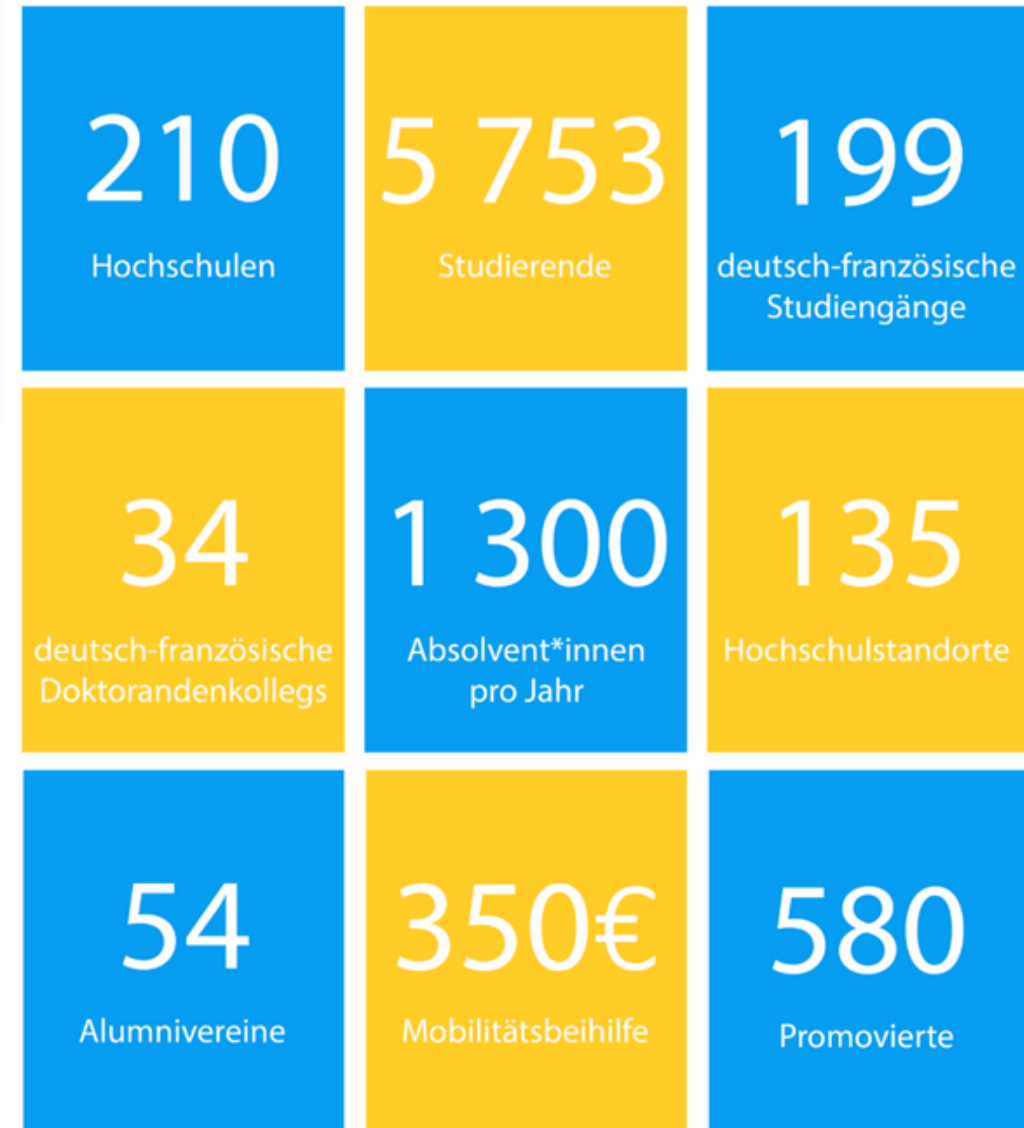 210
Hochschulen
5 753
Studierende
199
deutsch-französische
Studiengänge
34
deutsch-französische
Doktorandenkollegs
1 300
Absolvent*innen
pro Jahr
135
Hochschulstandorte
54
Alumnivereine
350€
Mobilitätsbeihilfe
580
Promovierte